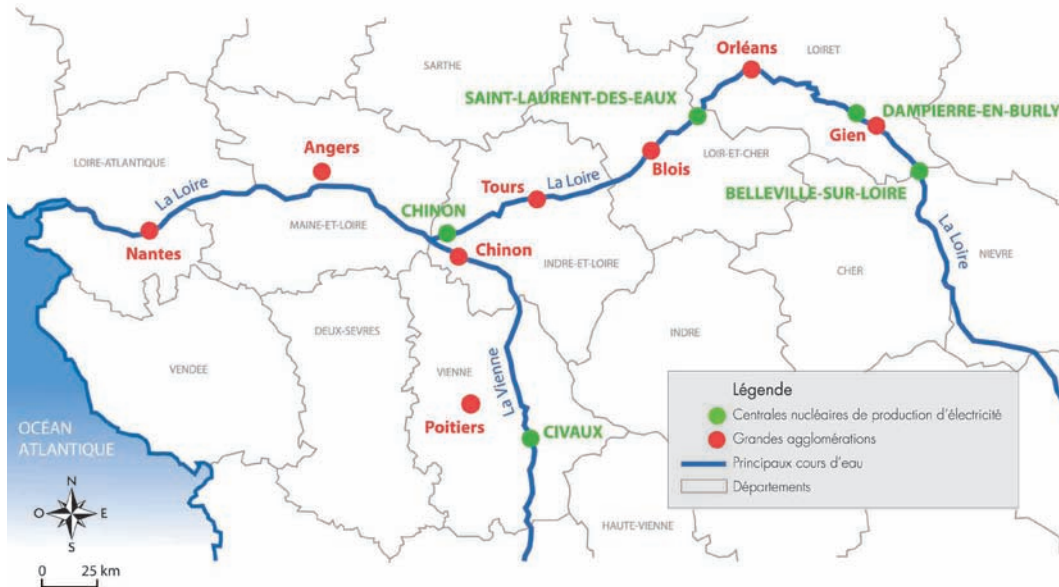 Orléans
LOIRET
SARTHE
SAINT-LAURENT-DES-EAUX
DAMPIERRE-EN-BURLY
Gien
Angers
LOIRE-ATLANTIQUE
Blois
LOIR-ET-CHER
La Loire
Tours
La Loire
BELLEVILLE-SUR-LOIRE
CHINON
MAINE-ET-LOIRE
Nantes
Chinon
INDRE-ET-LOIRE
La Loire
NIEVRE
CHER
DEUX-SEVRES
INDRE
VENDEE
VIENNE
La Vienne
Poitiers
CIVAUX
OCÉAN
ATLANTIQUE
Légende
Centrales nucléaires de production d'électricité
Grandes agglomérations
Principaux cours d'eau
Départements
HAUTE-VIENNE
N
O
E
S
0 25 km